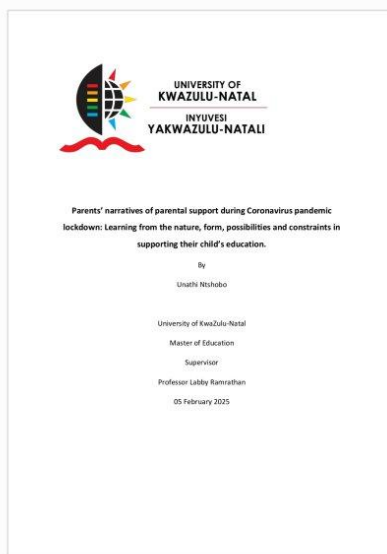 UNIVERSITY OF
KWAZULU-NATAL
INYUVESI
YAKWAZULU-NATALI
Parents' narratives of parental support during Coronavirus pandemic
lockdown: Learning from the nature, form, possibilities and constraints in
supporting their child's education.
By
Unathi Ntshobo
University of KwaZulu-Natal
Master of Education
Supervisor
Professor Labby Ramrathan
05 February 2025